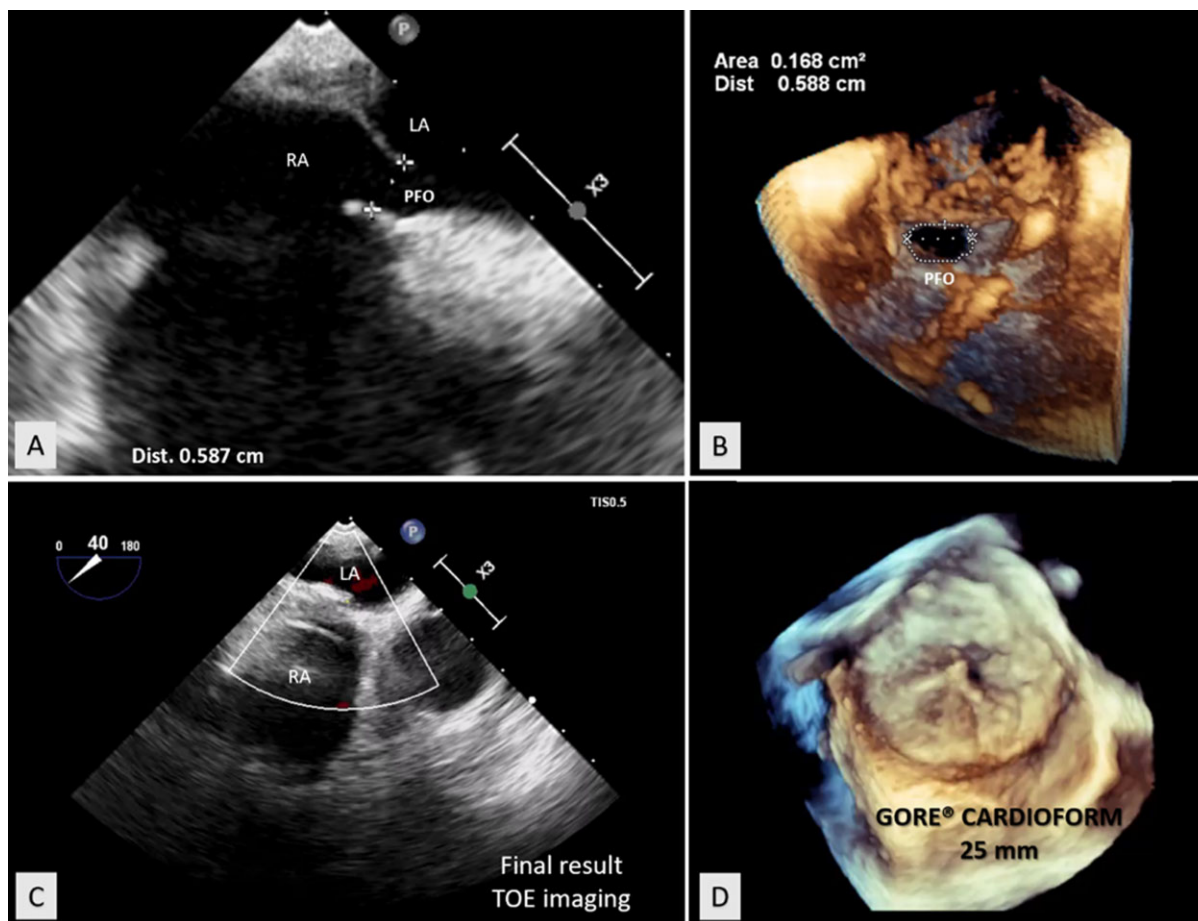 P
LA
RA
X3
PFO
A
Dist. 0.587 cm
Area 0.168 cm²
Dist 0.588 cm
PFO
B
TIS0.5
0 40 180
P
LA
X3
RA
C
Final result
TOE imaging
GORE® CARDIOFORM
25 mm
D